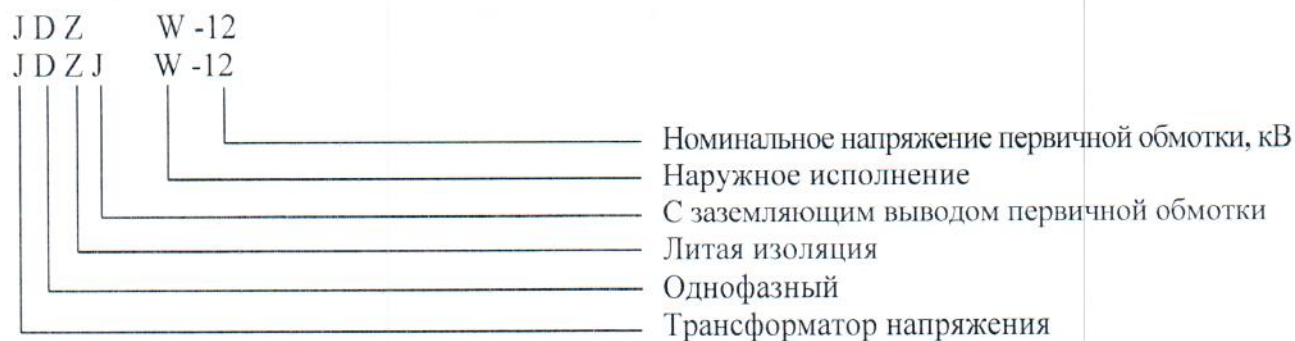 J D Z W -12
J D Z J W -12
Номинальное напряжение первичной обмотки, кВ
Наружное исполнение
С заземляющим выводом первичной обмотки
Литая изоляция
Однофазный
Трансформатор напряжения